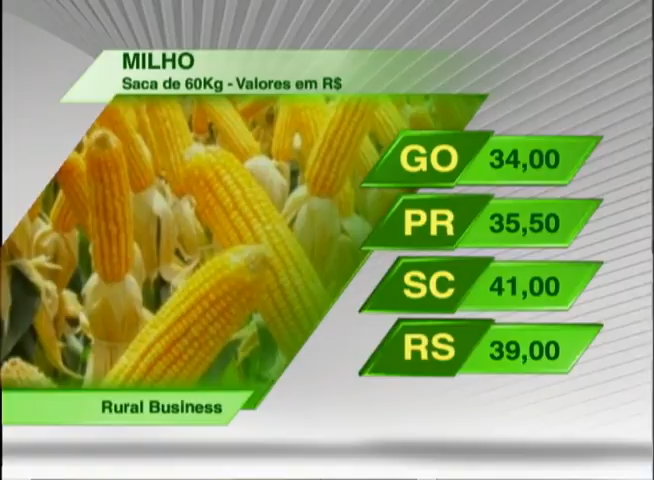 MILHO
Saca de 60Kg - Valores em R$
GO 34,00
PR 35,50
SC 41,00
RS 39,00
Rural Business